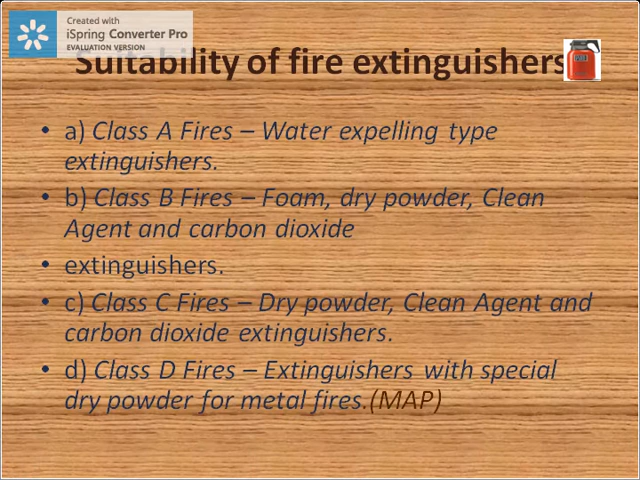 Created with
iSpring Converter Pro
EVALUATION VERSION
Suitability of fire extinguishers
• a) Class A Fires – Water expelling type
extinguishers.
• b) Class B Fires – Foam, dry powder, Clean
Agent and carbon dioxide
• extinguishers.
• c) Class C Fires – Dry powder, Clean Agent and
carbon dioxide extinguishers.
• d) Class D Fires – Extinguishers with special
dry powder for metal fires.(MAP)